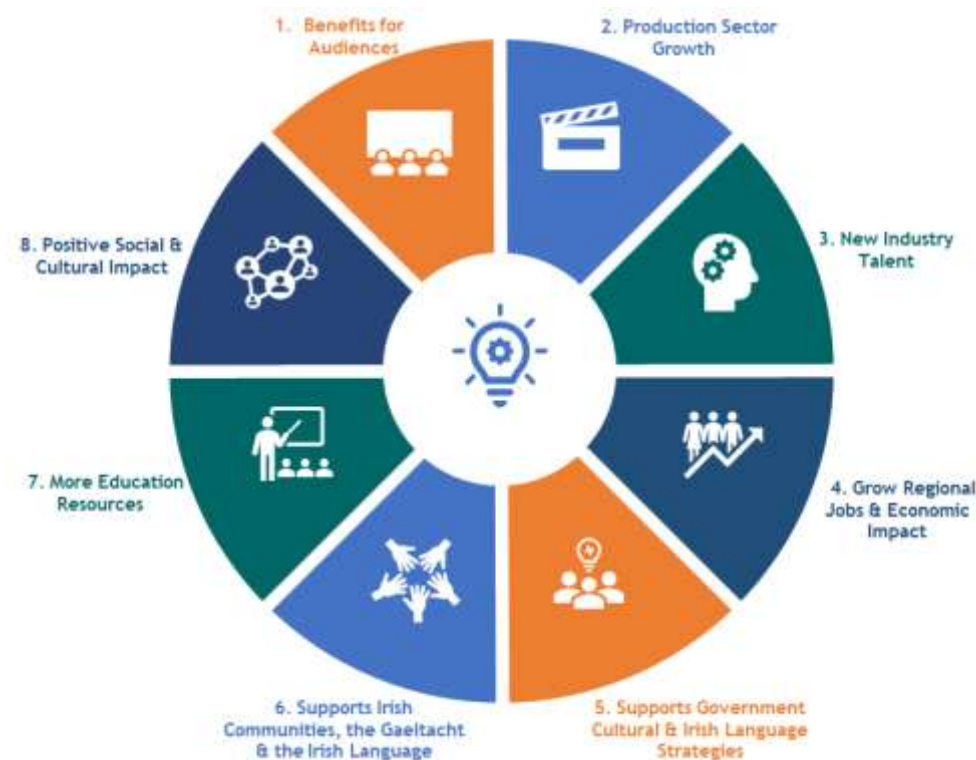 1. Benefits for
Audiences
2. Production Sector
Growth
3. New Industry
Talent
4. Grow Regional
Jobs & Economic
Impact
5. Supports Government
Cultural & Irish Language
Strategies
6. Supports Irish
Communities, the Gaeltacht
& the Irish Language
7. More Education
Resources
8. Positive Social &
Cultural Impact